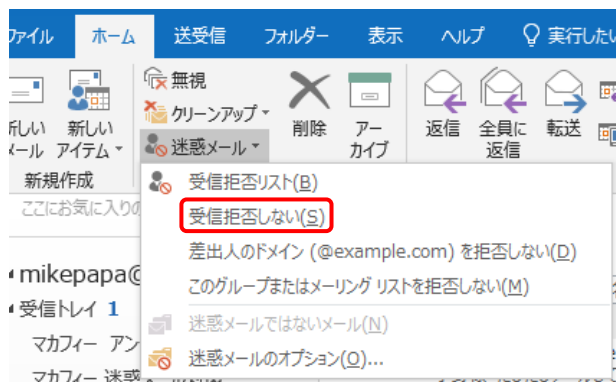 ファイル ホーム 送受信 フォルダー 表示 ヘルプ 実行したい
無視
クリーンアップ
迷惑メール
新しい メール
新しい アイテム
削除
アーカイブ
返信
全員に 返信
転送
新規作成
受信拒否リスト(B)
ここにお気に入りの
受信拒否しない(S)
差出人のドメイン (@example.com) を拒否しない(D)
mikepapa@
このグループまたはメーリング リストを拒否しない(M)
受信トレイ 1
迷惑メールではないメール(N)
マカフィー アン
迷惑メールのオプション(O)...
マカフィー 迷惑